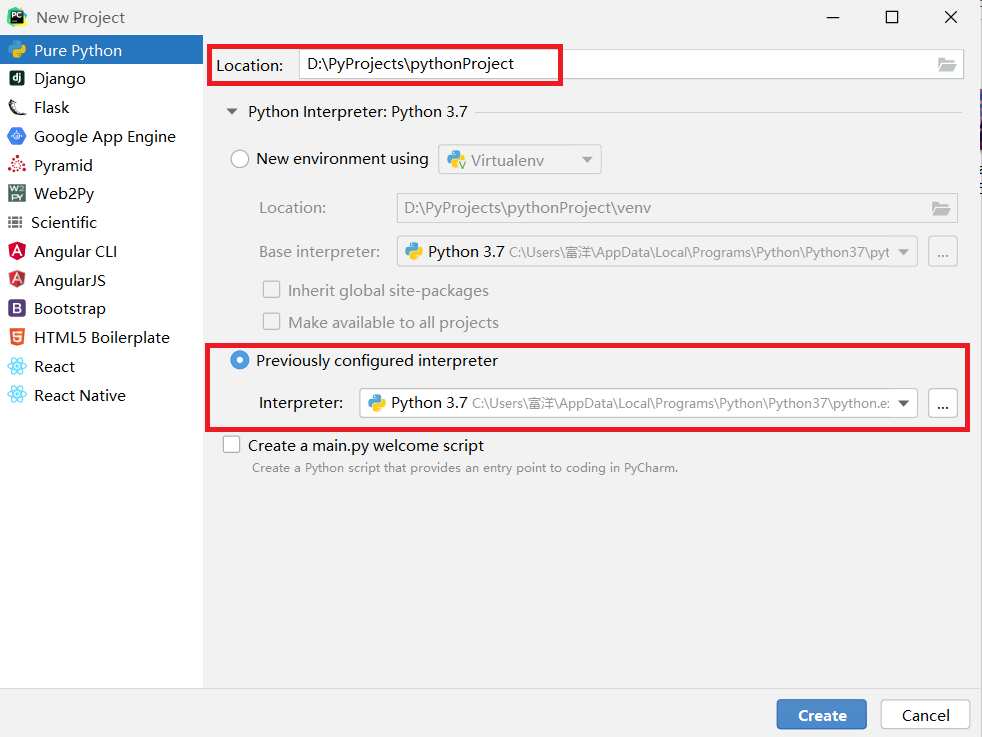 New Project
Pure Python
Django
Flask
Google App Engine
Pyramid
Web2Py
Scientific
Angular CLI
AngularJS
Bootstrap
HTML5 Boilerplate
React
React Native
Location: D:\PyProjects\pythonProject
Python Interpreter: Python 3.7
New environment using Virtualenv
Location: D:\PyProjects\pythonProject\venv
Base interpreter: Python 3.7 C:\Users\富洋\AppData\Local\Programs\Python\Python37\pyt ...
Inherit global site-packages
Make available to all projects
Previously configured interpreter
Interpreter: Python 3.7 C:\Users\富洋\AppData\Local\Programs\Python\Python37\python.e: ...
Create a main.py welcome script
Create a Python script that provides an entry point to coding in PyCharm.
Create Cancel